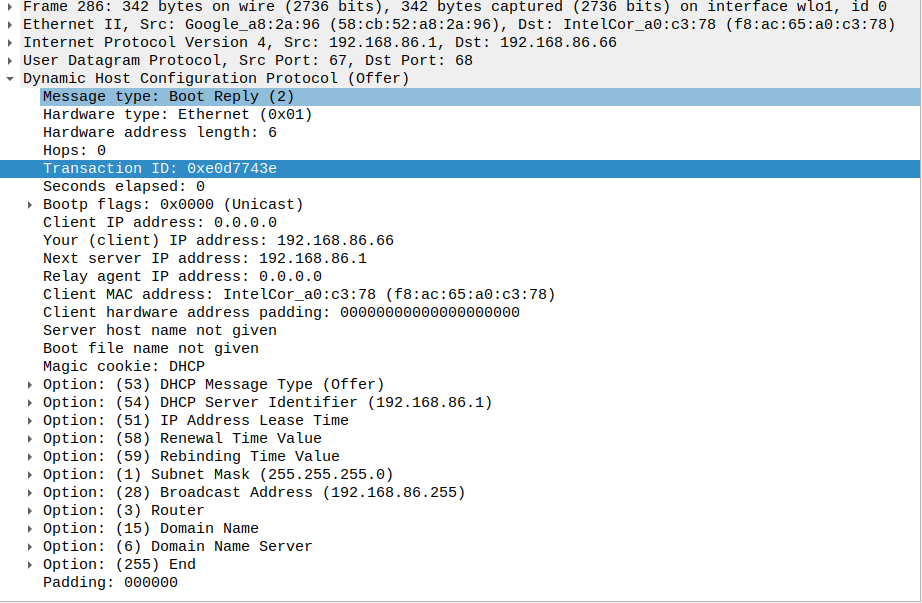 Frame 286: 342 bytes on wire (2736 bits), 342 bytes captured (2736 bits) on interface wlo1, id 0
Ethernet II, Src: Google_a8:2a:96 (58:cb:52:a8:2a:96), Dst: IntelCor_a0:c3:78 (f8:ac:65:a0:c3:78)
Internet Protocol Version 4, Src: 192.168.86.1, Dst: 192.168.86.66
User Datagram Protocol, Src Port: 67, Dst Port: 68
Dynamic Host Configuration Protocol (Offer)
Message type: Boot Reply (2)
Hardware type: Ethernet (0x01)
Hardware address length: 6
Hops: 0
Transaction ID: 0xe0d7743e
Seconds elapsed: 0
Bootp flags: 0x0000 (Unicast)
Client IP address: 0.0.0.0
Your (client) IP address: 192.168.86.66
Next server IP address: 192.168.86.1
Relay agent IP address: 0.0.0.0
Client MAC address: IntelCor_a0:c3:78 (f8:ac:65:a0:c3:78)
Client hardware address padding: 00000000000000000000
Server host name not given
Boot file name not given
Magic cookie: DHCP
Option: (53) DHCP Message Type (Offer)
Option: (54) DHCP Server Identifier (192.168.86.1)
Option: (51) IP Address Lease Time
Option: (58) Renewal Time Value
Option: (59) Rebinding Time Value
Option: (1) Subnet Mask (255.255.255.0)
Option: (28) Broadcast Address (192.168.86.255)
Option: (3) Router
Option: (15) Domain Name
Option: (6) Domain Name Server
Option: (255) End
Padding: 000000